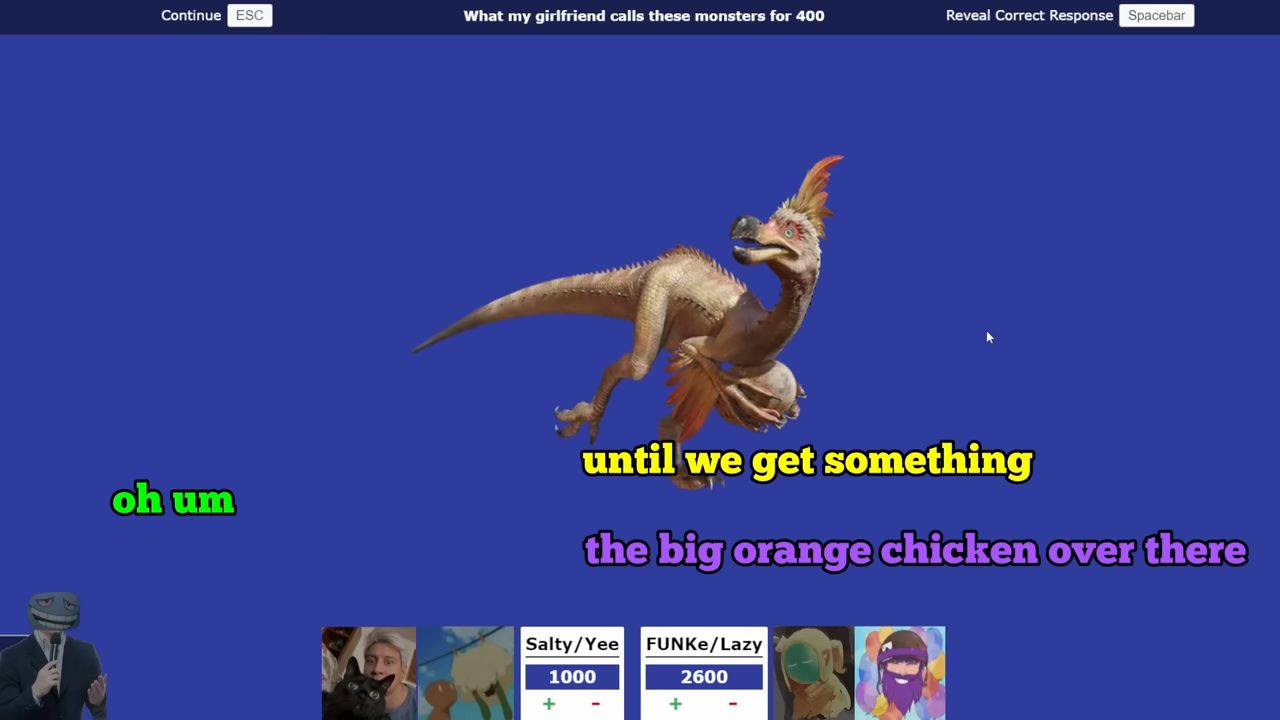 Continue ESC
What my girlfriend calls these monsters for 400
Reveal Correct Response Spacebar
until we get something
oh um
the big orange chicken over there
Salty/Yee
1000
+ -
FUNKe/Lazy
2600
+ -